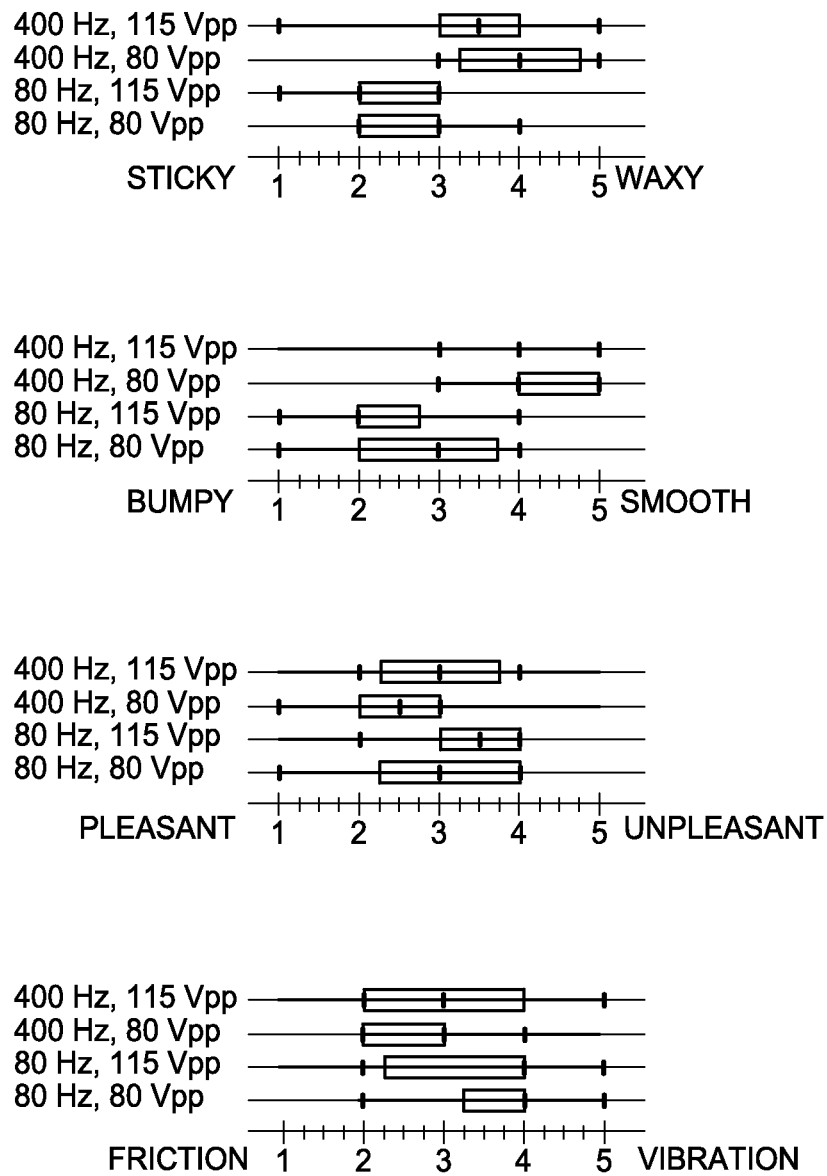 400 Hz, 115 Vpp
400 Hz, 80 Vpp
80 Hz, 115 Vpp
80 Hz, 80 Vpp
STICKY 1 2 3 4 5 WAXY
400 Hz, 115 Vpp
400 Hz, 80 Vpp
80 Hz, 115 Vpp
80 Hz, 80 Vpp
BUMPY 1 2 3 4 5 SMOOTH
400 Hz, 115 Vpp
400 Hz, 80 Vpp
80 Hz, 115 Vpp
80 Hz, 80 Vpp
PLEASANT 1 2 3 4 5 UNPLEASANT
400 Hz, 115 Vpp
400 Hz, 80 Vpp
80 Hz, 115 Vpp
80 Hz, 80 Vpp
FRICTION 1 2 3 4 5 VIBRATION